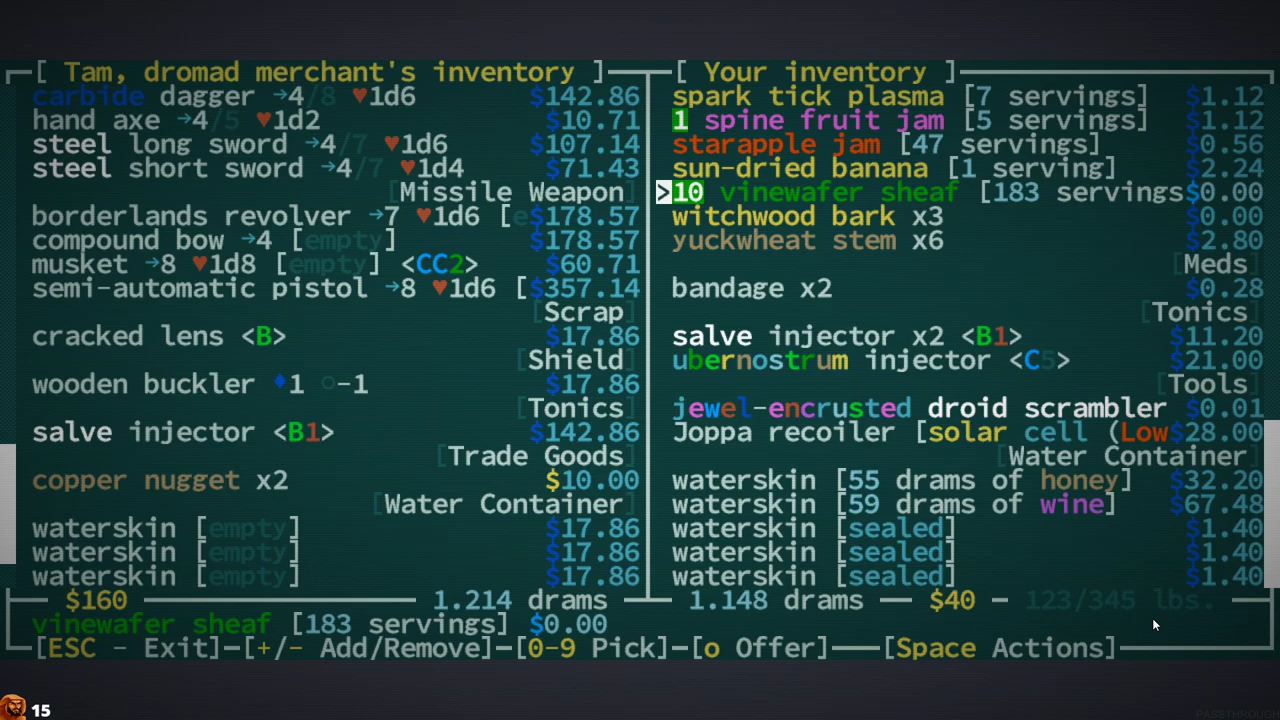 [ Tam, dromad merchant's inventory ]
carbide dagger →4/8 ♥1d6 $142.86
hand axe →4/5 ♥1d2 $10.71
steel long sword →4/7 ♥1d6 $107.14
steel short sword →4/7 ♥1d4 $71.43
[Missile Weapon]
borderlands revolver →7 ♥1d6 [e $178.57
compound bow →4 [empty] $178.57
musket →8 ♥1d8 [empty] <CC2> $60.71
semi-automatic pistol →8 ♥1d6 [ $357.14
[Scrap]
cracked lens <B> $17.86
[Shield]
wooden buckler ♦1 ○-1 $17.86
[Tonics]
salve injector <B1> $142.86
[Trade Goods]
copper nugget x2 $10.00
[Water Container]
waterskin [empty] $17.86
waterskin [empty] $17.86
waterskin [empty] $17.86
$160 1.214 drams
[ Your inventory ]
spark tick plasma [7 servings] $1.12
1 spine fruit jam [5 servings] $1.12
starapple jam [47 servings] $0.56
sun-dried banana [1 serving] $2.24
>10 vinewafer sheaf [183 servings $0.00
witchwood bark x3 $0.00
yuckwheat stem x6 $2.80
[Meds]
bandage x2 $0.28
[Tonics]
salve injector x2 <B1> $11.20
ubernostrum injector <C5> $21.00
[Tools]
jewel-encrusted droid scrambler $0.01
Joppa recoiler [solar cell (Low $28.00
[Water Container]
waterskin [55 drams of honey] $32.20
waterskin [59 drams of wine] $67.48
waterskin [sealed] $1.40
waterskin [sealed] $1.40
waterskin [sealed] $1.40
1.148 drams — $40 — 123/345 lbs.
vinewafer sheaf [183 servings] $0.00
[ESC - Exit]-[+/- Add/Remove]-[0-9 Pick]-[o Offer]—[Space Actions]
15